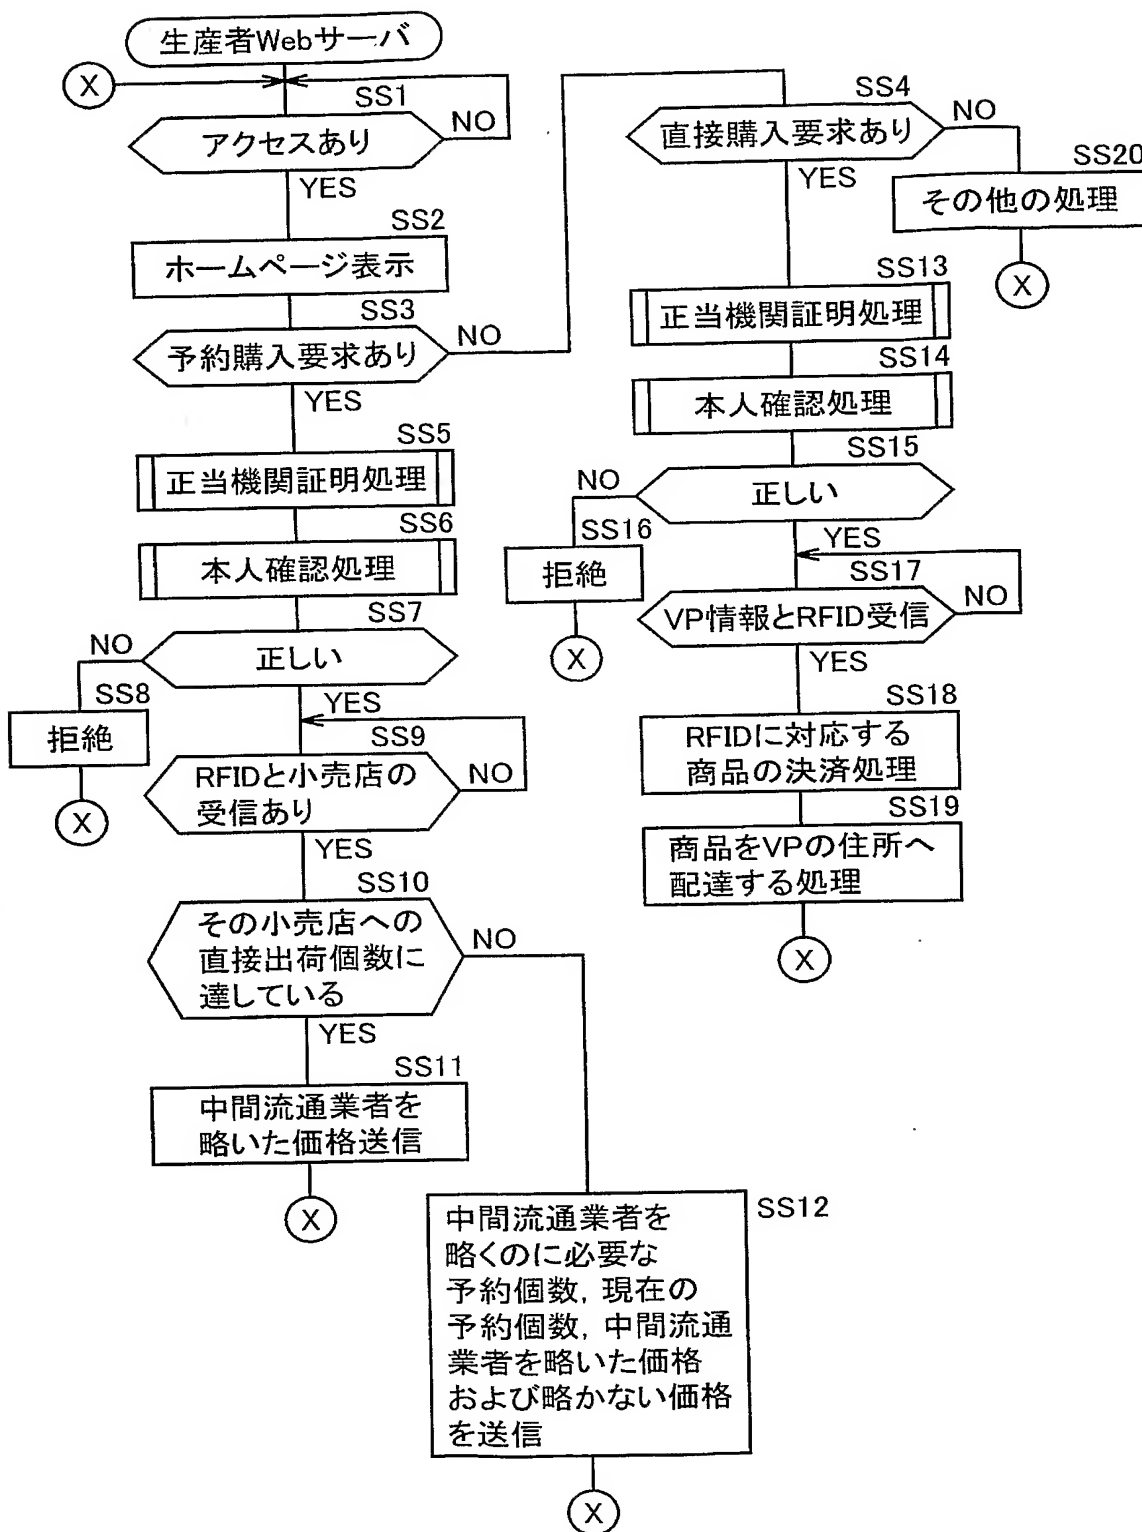 生産者Webサーバ
X
SS1
アクセスあり
NO
YES
SS2
ホームページ表示
SS3
予約購入要求あり
NO
YES
SS5
正当機関証明処理
SS6
本人確認処理
SS7
正しい
NO
YES
SS8
拒絶
X
SS9
RFIDと小売店の
受信あり
NO
YES
SS10
その小売店への
直接出荷個数に
達している
NO
YES
SS11
中間流通業者を
略いた価格送信
X
SS12
中間流通業者を
略くのに必要な
予約個数, 現在の
予約個数, 中間流通
業者を略いた価格
および略かない価格
を送信
X
SS4
直接購入要求あり
NO
YES
SS20
その他の処理
X
SS13
正当機関証明処理
SS14
本人確認処理
SS15
正しい
NO
YES
SS16
拒絶
X
SS17
VP情報とRFID受信
NO
YES
SS18
RFIDに対応する
商品の決済処理
SS19
商品をVPの住所へ
配達する処理
X